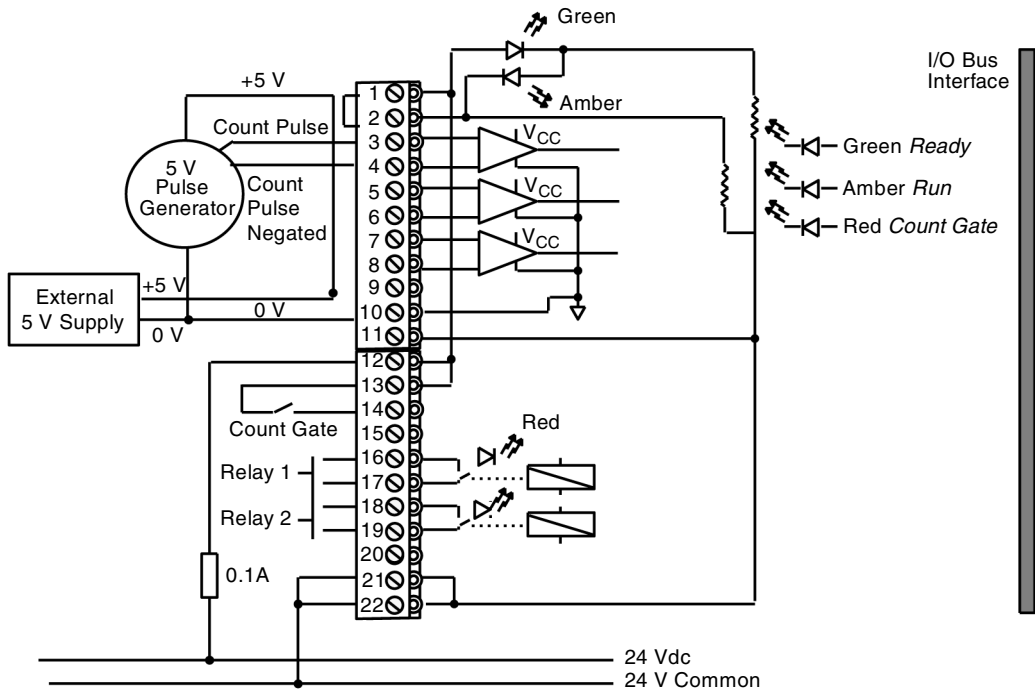 Green
I/O Bus
Interface
+5 V
Amber
1
2
Count Pulse
3
VCC
Green Ready
5 V
Pulse
Generator
4
Count
Pulse
Negated
5
VCC
Amber Run
6
Red Count Gate
7
VCC
8
9
External
5 V Supply
+5 V
0 V
0 V
10
11
12
13
14
Count Gate
15
Red
16
Relay 1
17
18
Relay 2
19
20
0.1A
21
22
24 Vdc
24 V Common